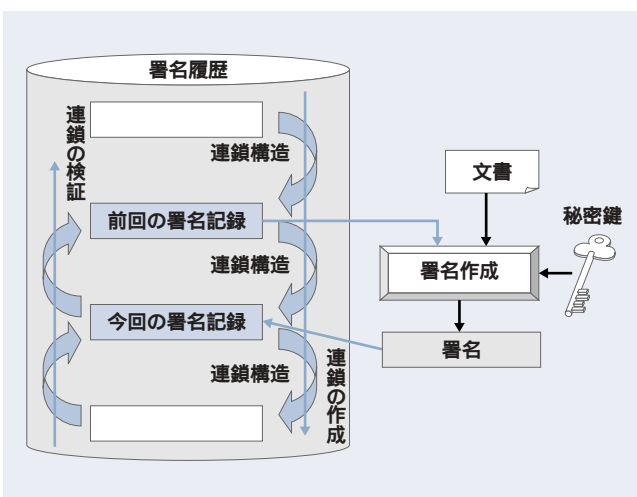 署名履歴
連鎖の検証
連鎖構造
文書
秘密鍵
前回の署名記録
署名作成
連鎖構造
今回の署名記録
署名
連鎖構造
連鎖の作成